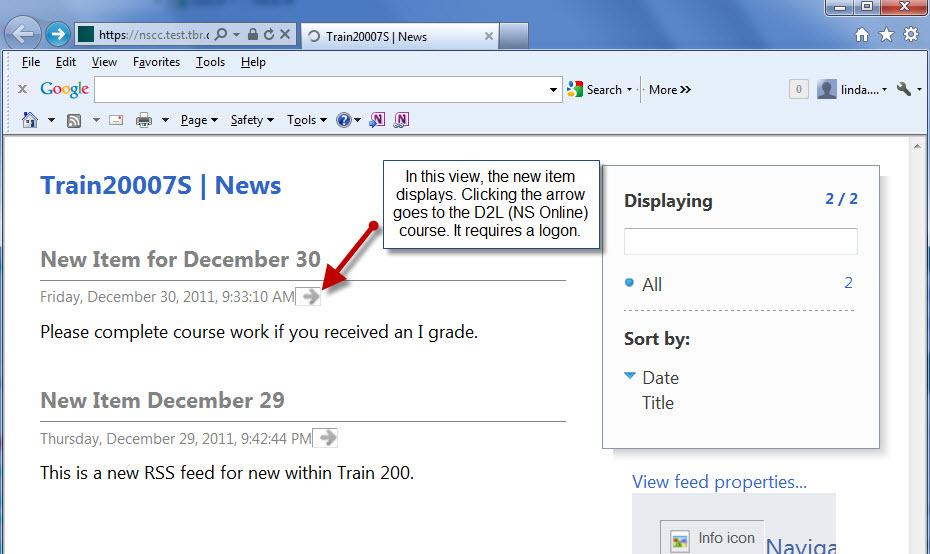 https://nscc.test.tbr.c
Train20007S | News
File Edit View Favorites Tools Help
x Google Search More »
0 linda....
Page Safety Tools
Train20007S | News
In this view, the new item
displays. Clicking the arrow
goes to the D2L (NS Online)
course. It requires a logon.
New Item for December 30
Friday, December 30, 2011, 9:33:10 AM
Please complete course work if you received an I grade.
New Item December 29
Thursday, December 29, 2011, 9:42:44 PM
This is a new RSS feed for new within Train 200.
Displaying 2 / 2
All 2
Sort by:
Date
Title
View feed properties...
Info icon
Naviga